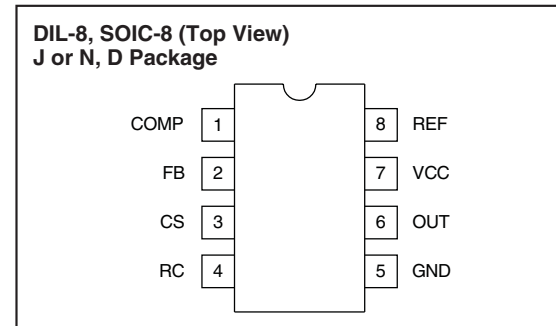 DIL-8, SOIC-8 (Top View)
J or N, D Package
COMP 1 8 REF
FB 2 7 VCC
CS 3 6 OUT
RC 4 5 GND